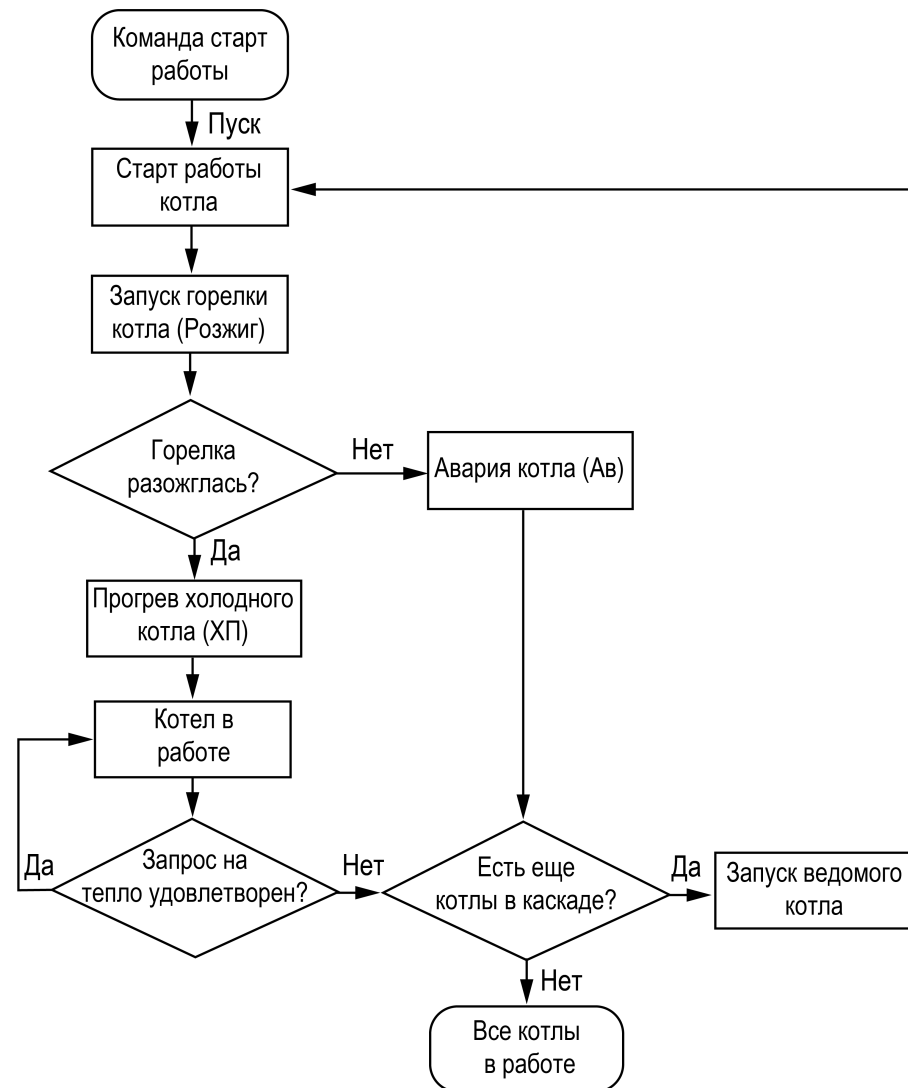 Команда старт
работы
Пуск
Старт работы
котла
Запуск горелки
котла (Розжиг)
Горелка
разожглась?
Нет
Авария котла (Ав)
Да
Прогрев холодного
котла (ХП)
Котел в
работе
Да
Запрос на
тепло удовлетворен?
Нет
Есть еще
котлы в каскаде?
Да
Запуск ведомого
котла
Нет
Все котлы
в работе